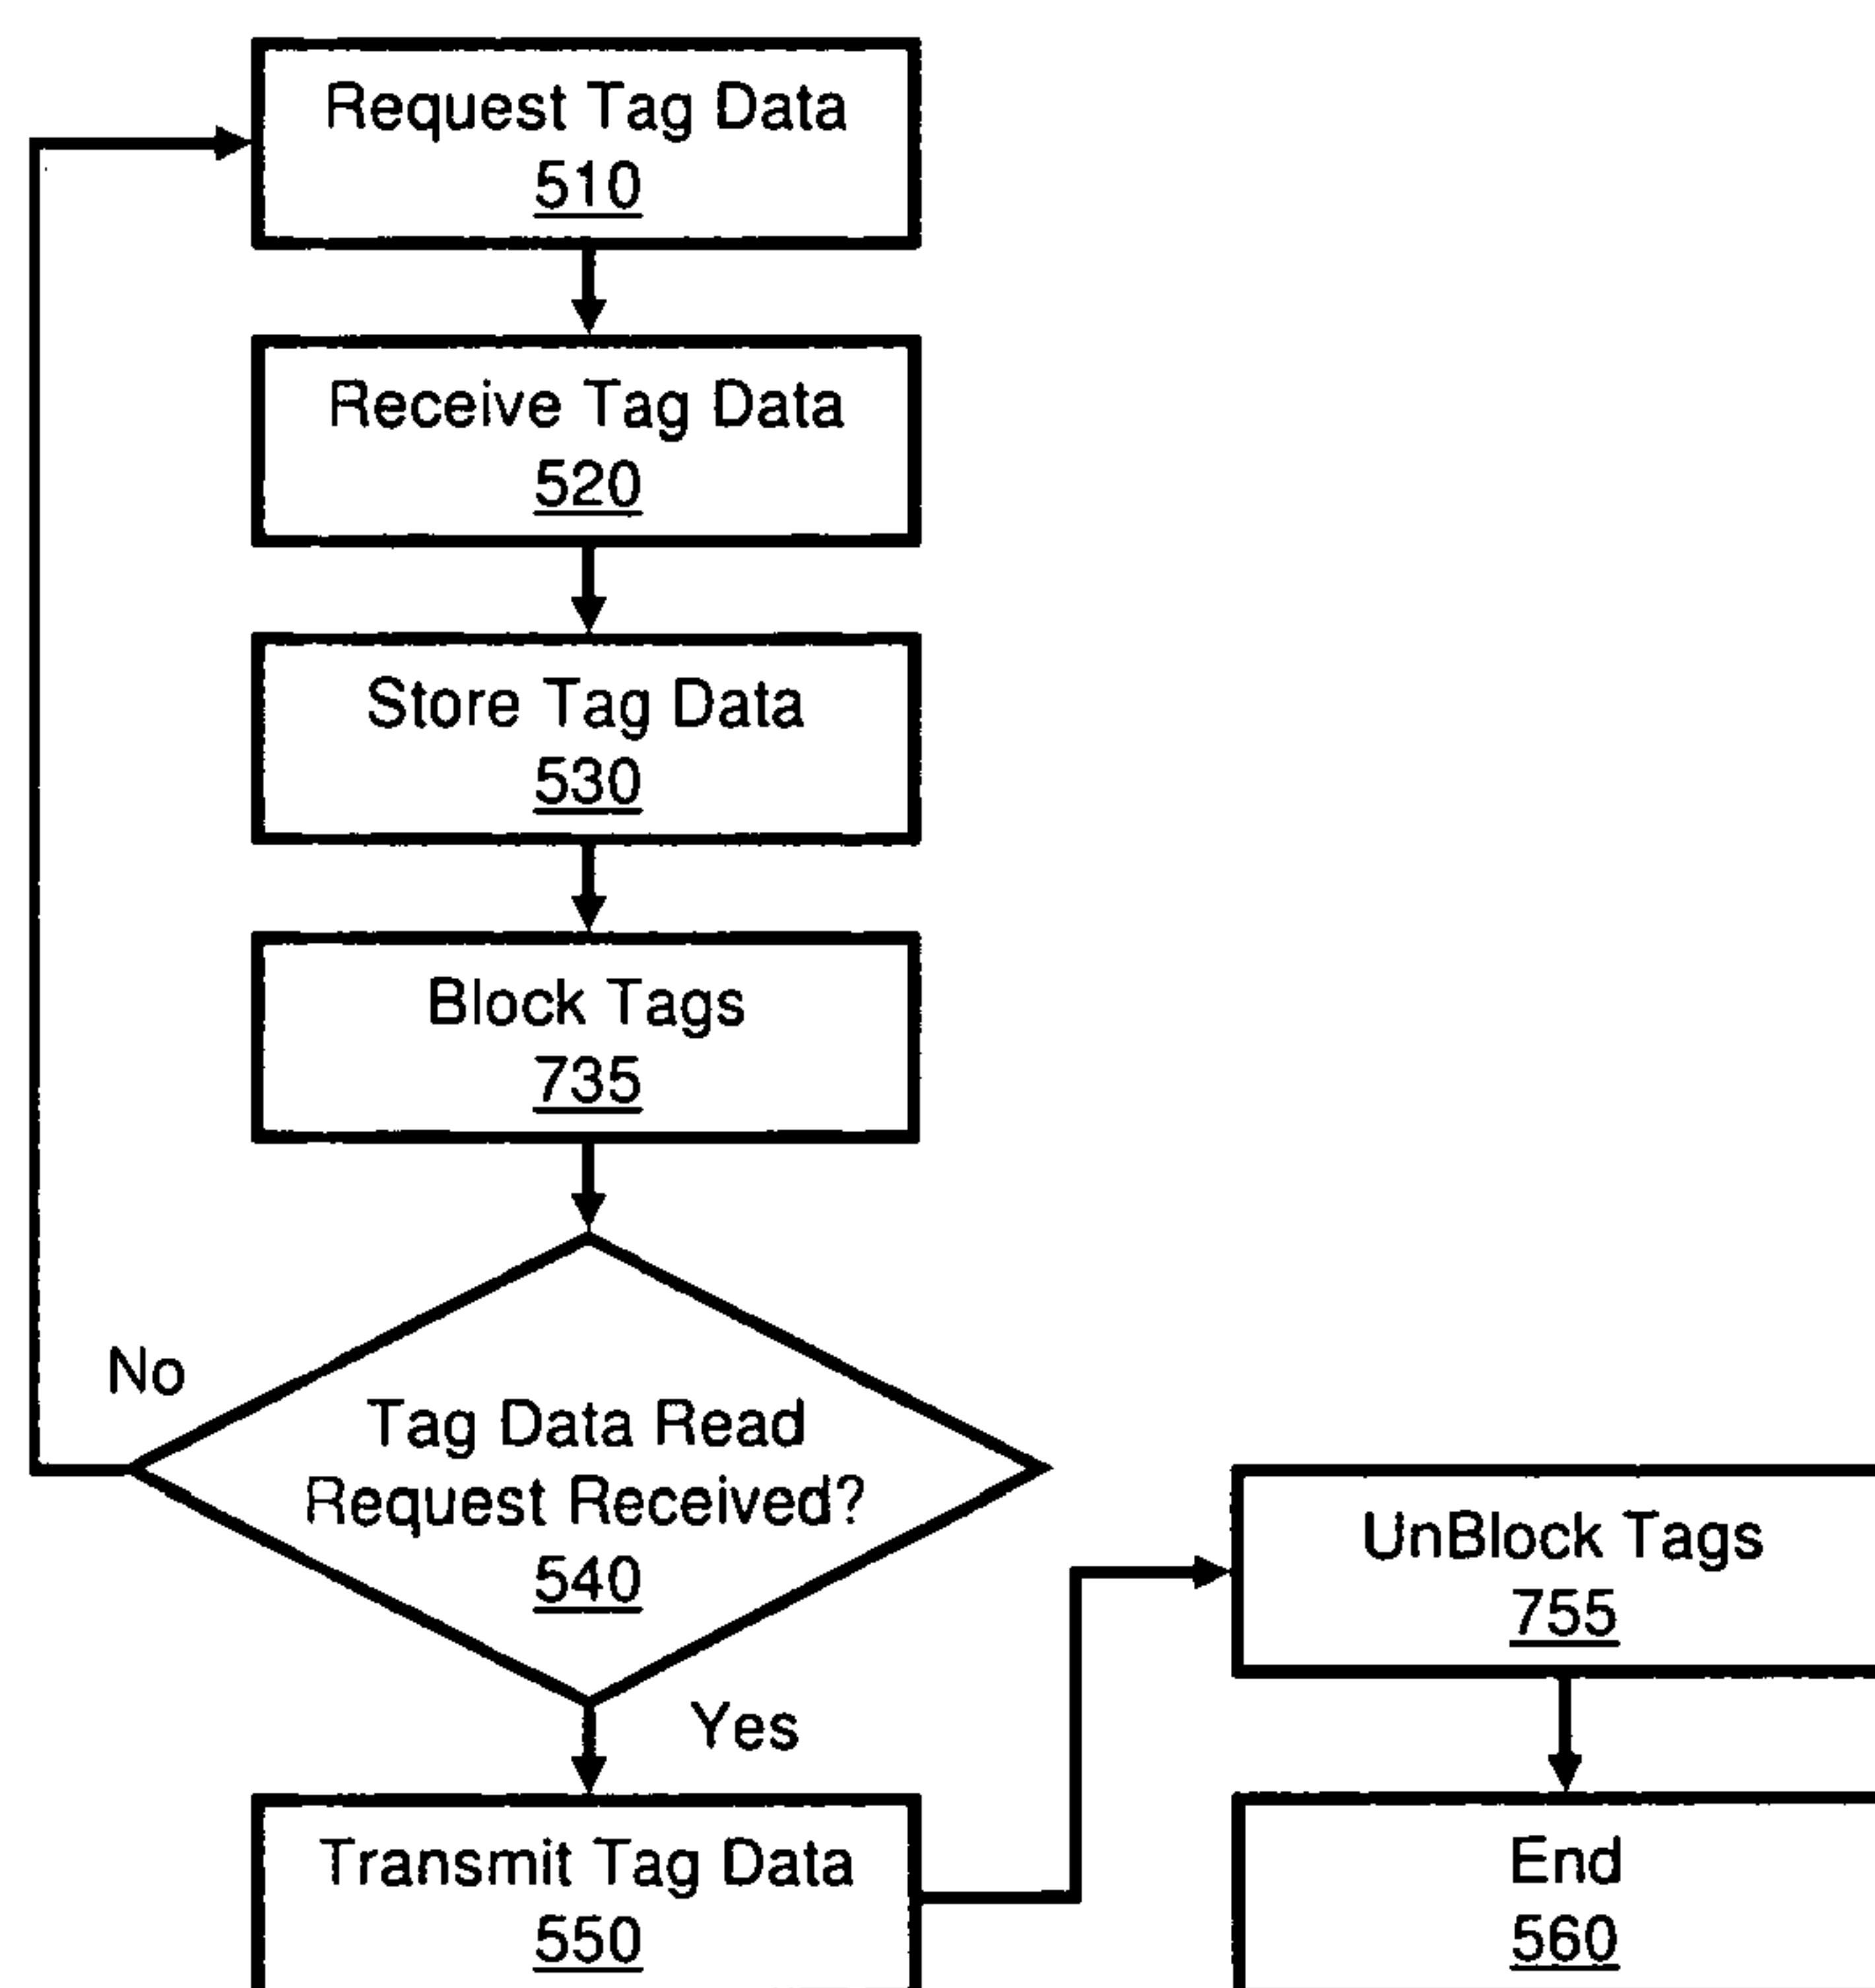 Request Tag Data
510
Receive Tag Data
520
Store Tag Data
530
Block Tags
735
No
Tag Data Read
Request Received?
540
Yes
Transmit Tag Data
550
UnBlock Tags
755
End
560